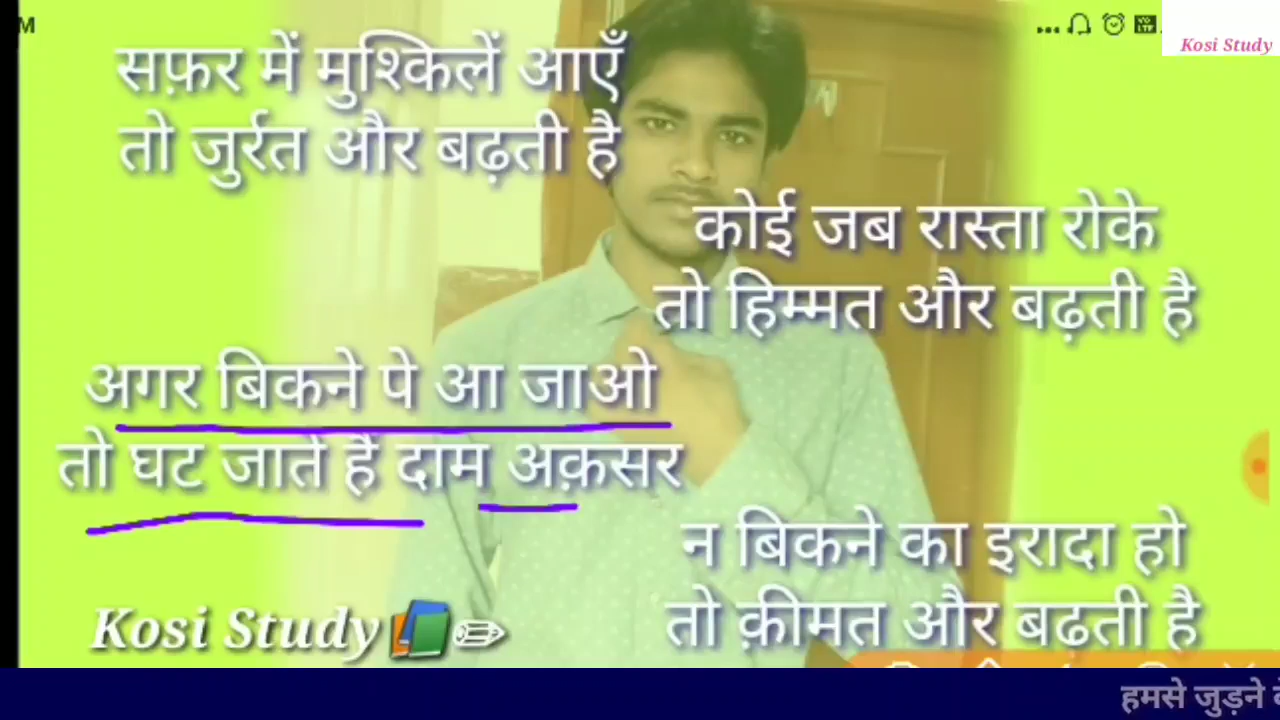 M
Kosi Study
सफ़र में मुश्किलें आएँ
तो जुर्रत और बढ़ती है
कोई जब रास्ता रोके
तो हिम्मत और बढ़ती है
अगर बिकने पे आ जाओ
तो घट जाते हैं दाम अक़सर
न बिकने का इरादा हो
तो क़ीमत और बढ़ती है
Kosi Study
हमसे जुड़ने